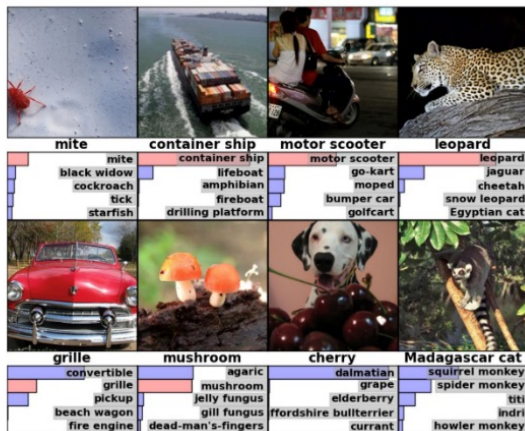 mite
container ship
motor scooter
leopard
mite
black widow
cockroach
tick
starfish
container ship
lifeboat
amphibian
fireboat
drilling platform
motor scooter
go-kart
moped
bumper car
golfcart
leopard
jaguar
cheetah
snow leopard
Egyptian cat
grille
mushroom
cherry
Madagascar cat
convertible
grille
pickup
beach wagon
fire engine
agaric
mushroom
jelly fungus
gill fungus
dead-man's-fingers
dalmatian
grape
elderberry
ffordshire bullterrier
currant
squirrel monkey
spider monkey
titi
indri
howler monkey